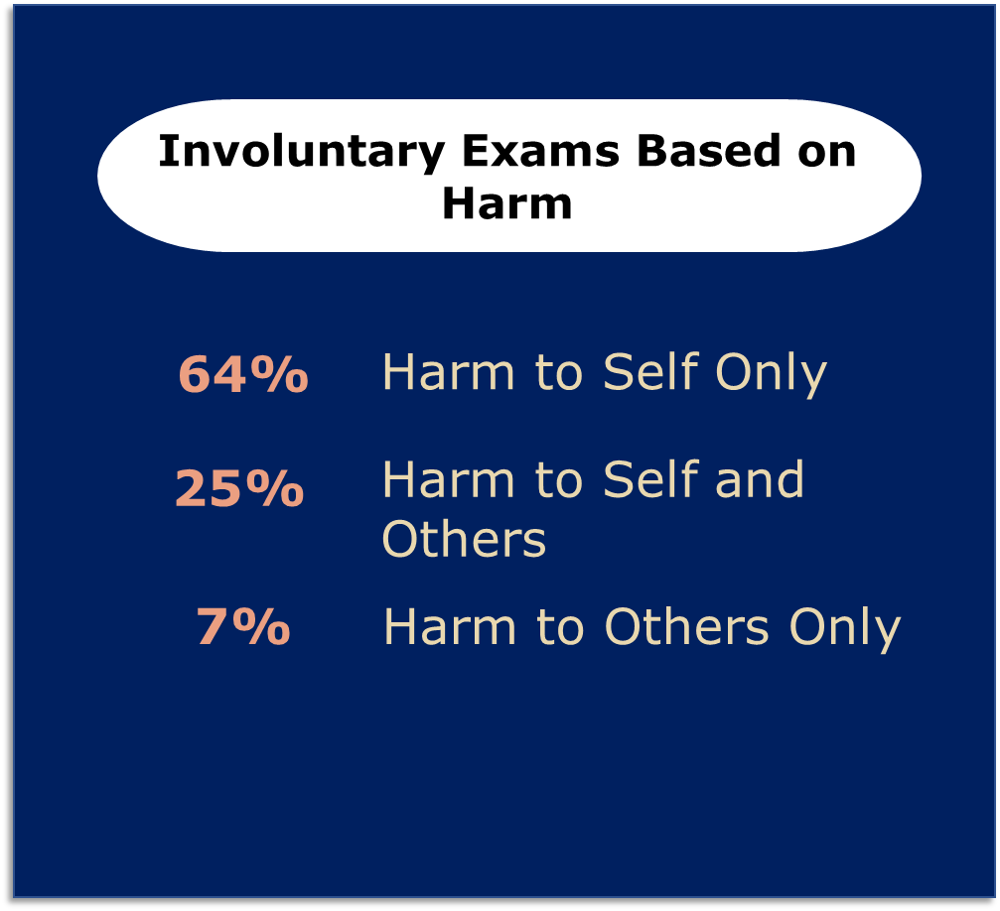 Involuntary Exams Based on
Harm
64% Harm to Self Only
25% Harm to Self and
Others
7% Harm to Others Only